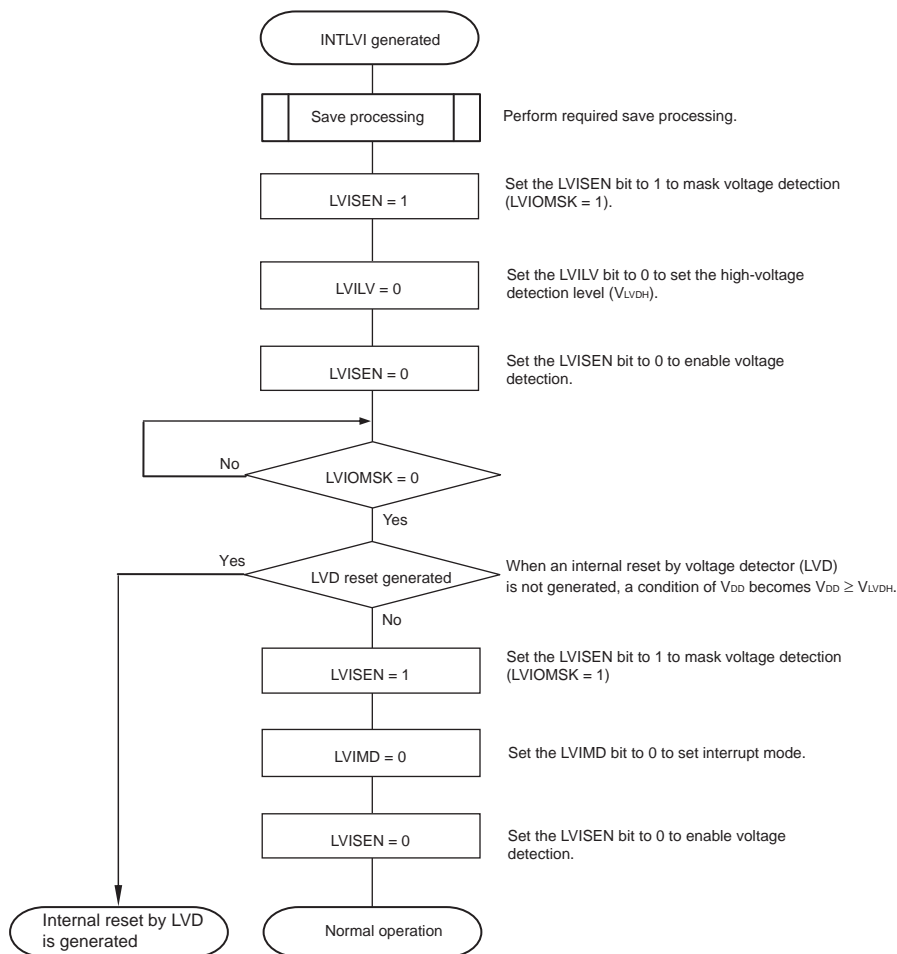 INTLVI generated
Save processing
Perform required save processing.
LVISEN = 1
Set the LVISEN bit to 1 to mask voltage detection
(LVIOMSK = 1).
LVILV = 0
Set the LVILV bit to 0 to set the high-voltage
detection level (VLVDH).
LVISEN = 0
Set the LVISEN bit to 0 to enable voltage
detection.
No
LVIOMSK = 0
Yes
Yes
LVD reset generated
When an internal reset by voltage detector (LVD)
is not generated, a condition of VDD becomes VDD ≥ VLVDH.
No
LVISEN = 1
Set the LVISEN bit to 1 to mask voltage detection
(LVIOMSK = 1)
LVIMD = 0
Set the LVIMD bit to 0 to set interrupt mode.
LVISEN = 0
Set the LVISEN bit to 0 to enable voltage
detection.
Internal reset by LVD
is generated
Normal operation